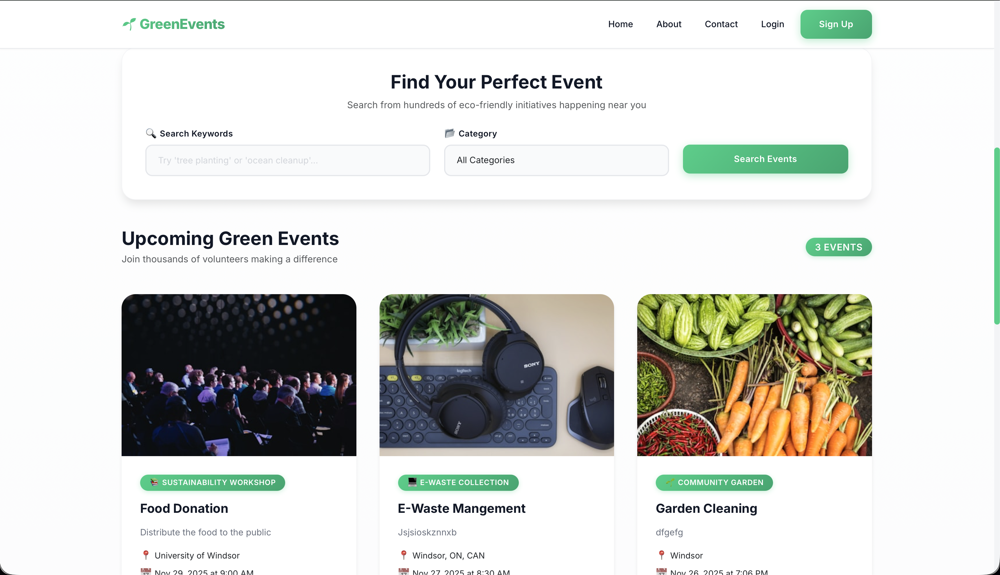 GreenEvents
Home
About
Contact
Login
Sign Up
Find Your Perfect Event
Search from hundreds of eco-friendly initiatives happening near you
Search Keywords
Category
Try 'tree planting' or 'ocean cleanup'...
All Categories
Search Events
Upcoming Green Events
3 EVENTS
Join thousands of volunteers making a difference
SONY
logitech
SONY
SUSTAINABILITY WORKSHOP
Food Donation
Distribute the food to the public
University of Windsor
Nov 29, 2025 at 9:00 AM
E-WASTE COLLECTION
E-Waste Mangement
Jsjsioskznnxb
Windsor, ON, CAN
Nov 27, 2025 at 8:30 AM
COMMUNITY GARDEN
Garden Cleaning
dfgefg
Windsor
Nov 26, 2025 at 7:06 PM